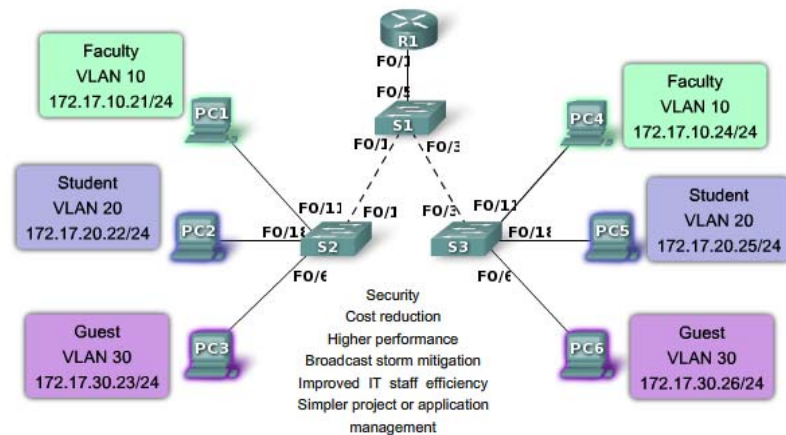 R1
F0/1
F0/5
S1
F0/1
F0/3
Faculty
VLAN 10
172.17.10.21/24
PC1
Student
VLAN 20
172.17.20.22/24
PC2
Guest
VLAN 30
172.17.30.23/24
PC3
F0/11
F0/18
F0/6
F0/1
S2
F0/3
S3
F0/11
F0/18
F0/6
Faculty
VLAN 10
172.17.10.24/24
PC4
Student
VLAN 20
172.17.20.25/24
PC5
Guest
VLAN 30
172.17.30.26/24
PC6
Security
Cost reduction
Higher performance
Broadcast storm mitigation
Improved IT staff efficiency
Simpler project or application
management